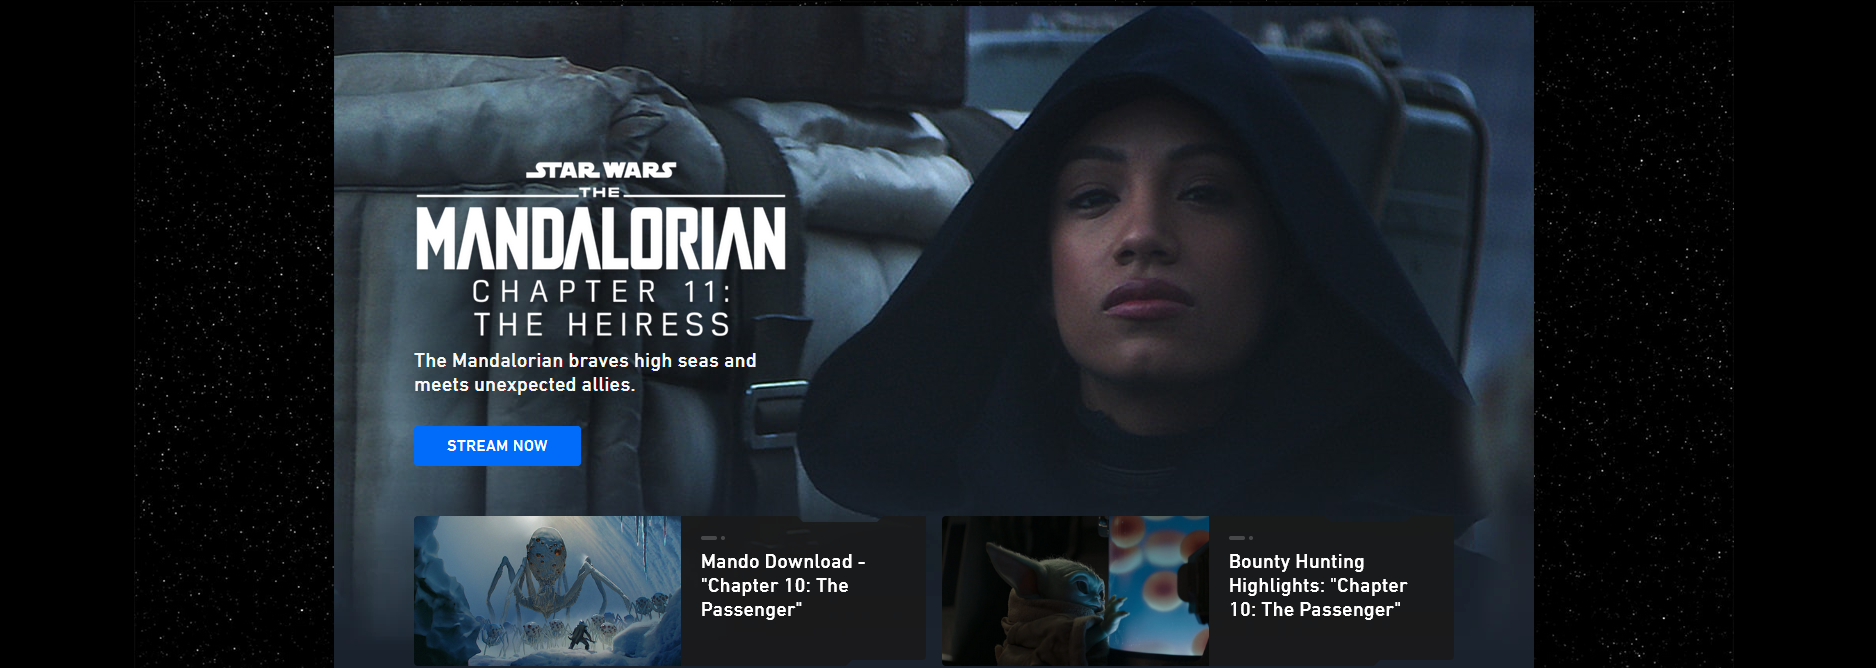 STAR WARS
THE
MANDALORIAN
CHAPTER 11:
THE HEIRESS
The Mandalorian braves high seas and
meets unexpected allies.
STREAM NOW
Mando Download -
"Chapter 10: The
Passenger"
Bounty Hunting
Highlights: "Chapter
10: The Passenger"